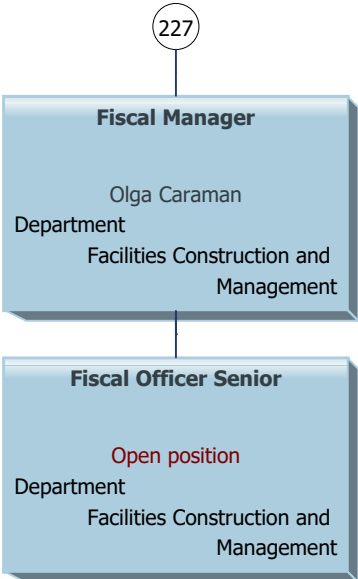 227
Fiscal Manager
Olga Caraman
Department
Facilities Construction and
Management
Fiscal Officer Senior
Open position
Department
Facilities Construction and
Management